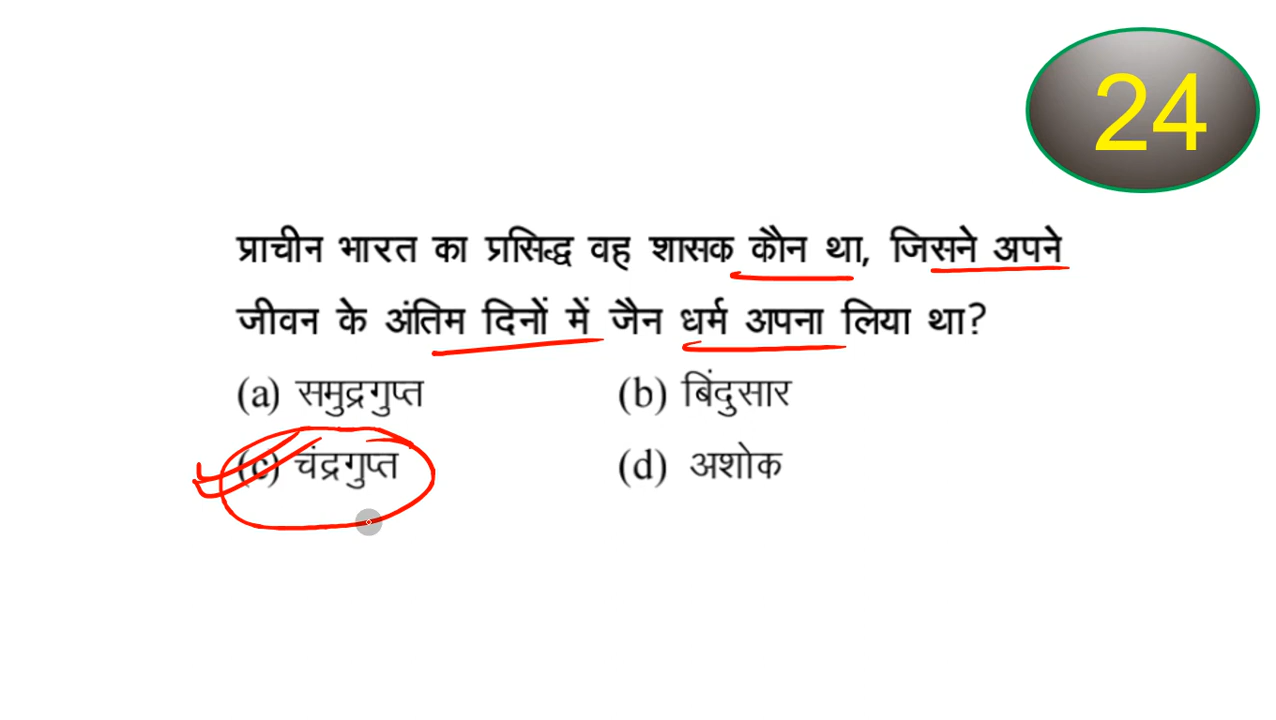 24
प्राचीन भारत का प्रसिद्ध वह शासक कौन था, जिसने अपने
जीवन के अंतिम दिनों में जैन धर्म अपना लिया था?
(a) समुद्रगुप्त (b) बिंदुसार
(c) चंद्रगुप्त (d) अशोक